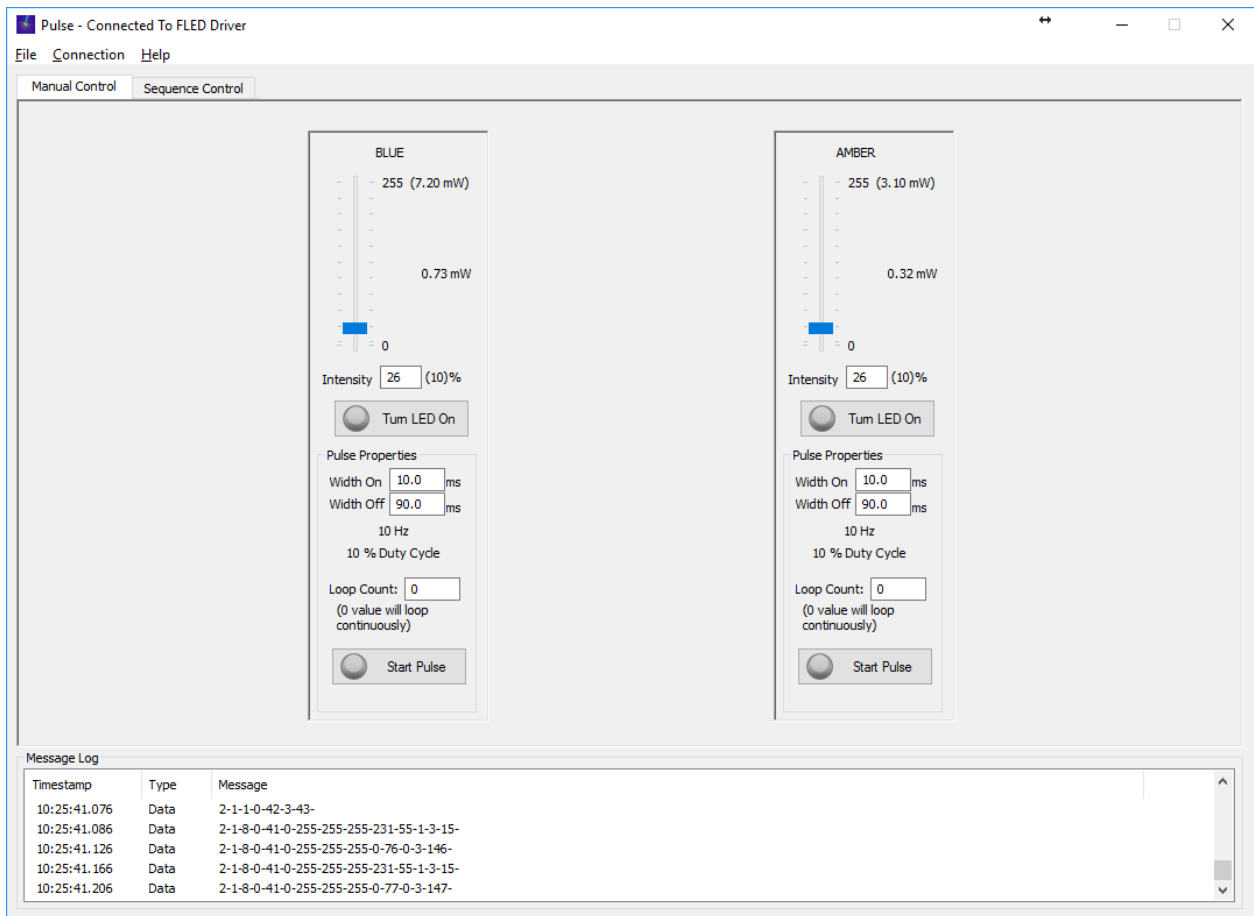 Pulse - Connected To FLED Driver
File Connection Help
Manual Control Sequence Control
BLUE
255 (7.20 mW)
0.73 mW
0
Intensity 26 (10)%
Turn LED On
Pulse Properties
Width On 10.0 ms
Width Off 90.0 ms
10 Hz
10 % Duty Cycle
Loop Count: 0
(0 value will loop
continuously)
Start Pulse
AMBER
255 (3.10 mW)
0.32 mW
0
Intensity 26 (10)%
Turn LED On
Pulse Properties
Width On 10.0 ms
Width Off 90.0 ms
10 Hz
10 % Duty Cycle
Loop Count: 0
(0 value will loop
continuously)
Start Pulse
Message Log
Timestamp Type Message
10:25:41.076 Data 2-1-1-0-42-3-43-
10:25:41.086 Data 2-1-8-0-41-0-255-255-255-231-55-1-3-15-
10:25:41.126 Data 2-1-8-0-41-0-255-255-255-0-76-0-3-146-
10:25:41.166 Data 2-1-8-0-41-0-255-255-255-231-55-1-3-15-
10:25:41.206 Data 2-1-8-0-41-0-255-255-255-0-77-0-3-147-